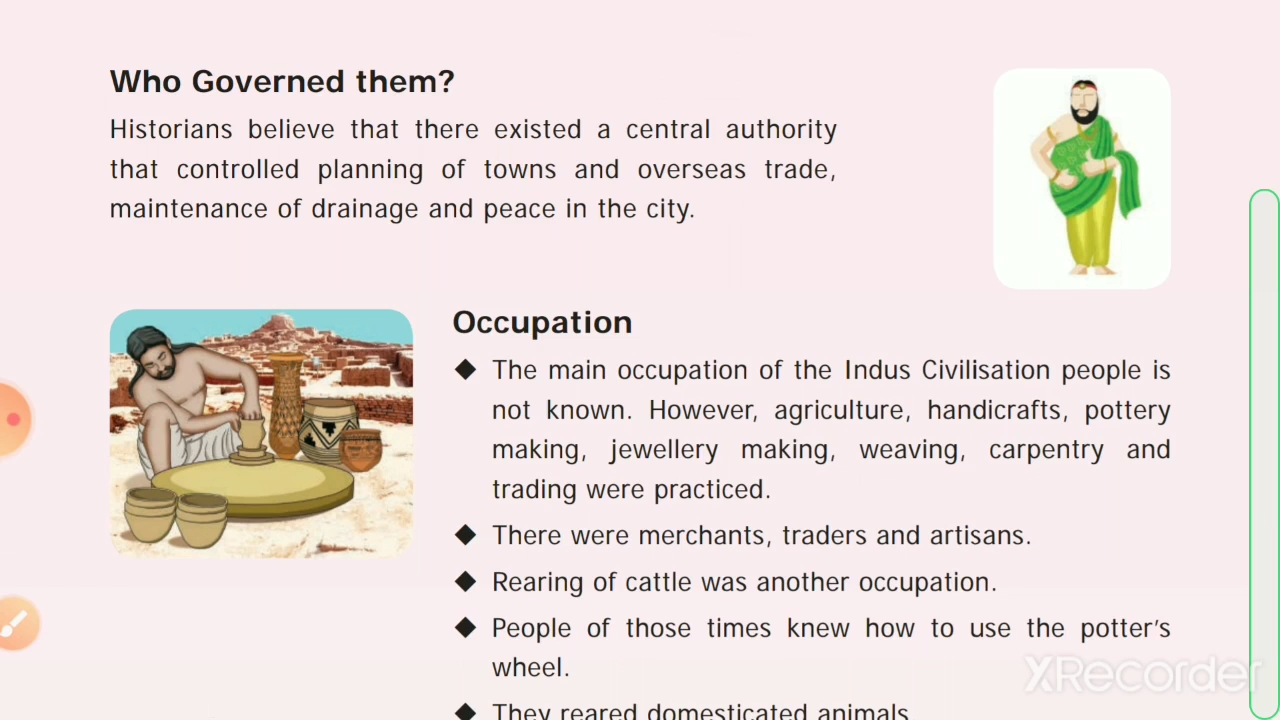 Who Governed them?
Historians believe that there existed a central authority
that controlled planning of towns and overseas trade,
maintenance of drainage and peace in the city.
Occupation
◆ The main occupation of the Indus Civilisation people is
not known. However, agriculture, handicrafts, pottery
making, jewellery making, weaving, carpentry and
trading were practiced.
◆ There were merchants, traders and artisans.
◆ Rearing of cattle was another occupation.
◆ People of those times knew how to use the potter's
wheel.
◆ They reared domesticated animals
XRecorder